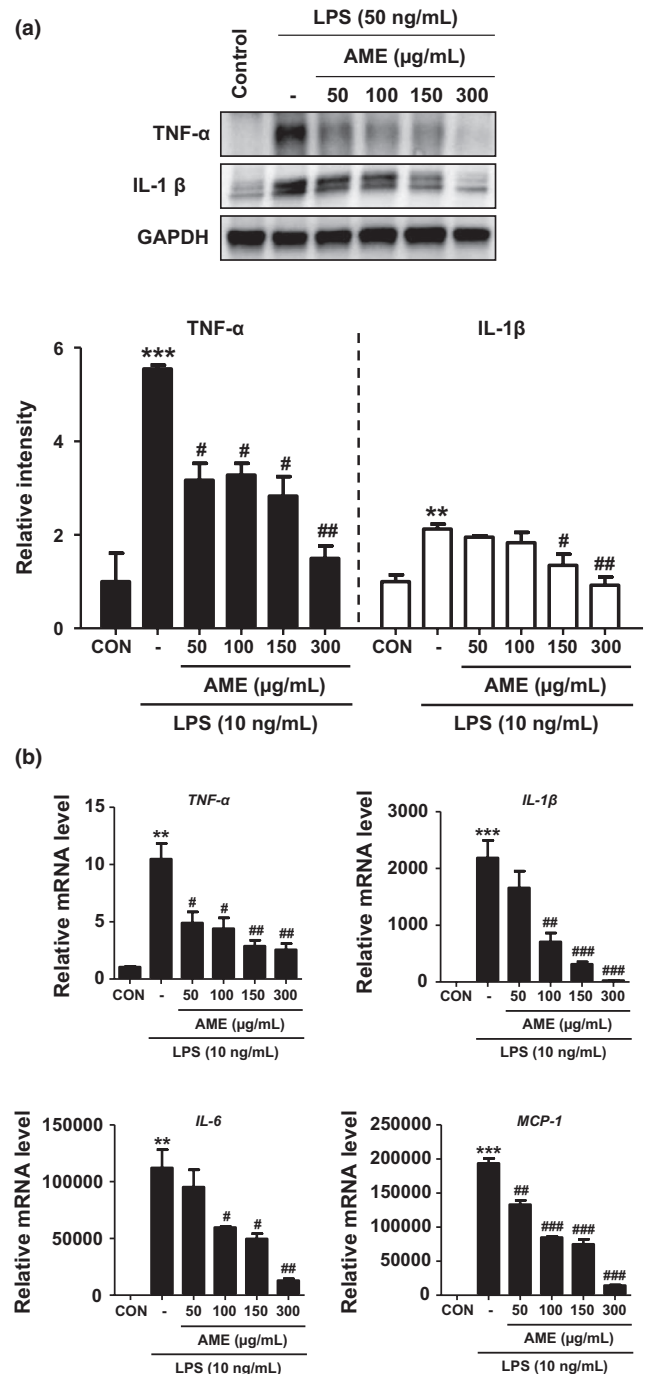 (a)
Control
LPS (50 ng/mL)
AME (µg/mL)
- 50 100 150 300
TNF-α
IL-1 β
GAPDH
TNF-α IL-1β
Relative intensity
6
4
2
0
***
# # #
##
**
#
##
CON - 50 100 150 300 CON - 50 100 150 300
AME (µg/mL) AME (µg/mL)
LPS (10 ng/mL) LPS (10 ng/mL)
(b)
TNF-α
Relative mRNA level
15
10
5
0
**
# # ## ##
CON - 50 100 150 300
AME (µg/mL)
LPS (10 ng/mL)
IL-1β
Relative mRNA level
3000
2000
1000
0
***
## ### ###
CON - 50 100 150 300
AME (µg/mL)
LPS (10 ng/mL)
IL-6
Relative mRNA level
150000
100000
50000
0
**
# # ##
CON - 50 100 150 300
AME (µg/mL)
LPS (10 ng/mL)
MCP-1
Relative mRNA level
250000
200000
150000
100000
50000
0
***
## ### ### ###
CON - 50 100 150 300
AME (µg/mL)
LPS (10 ng/mL)